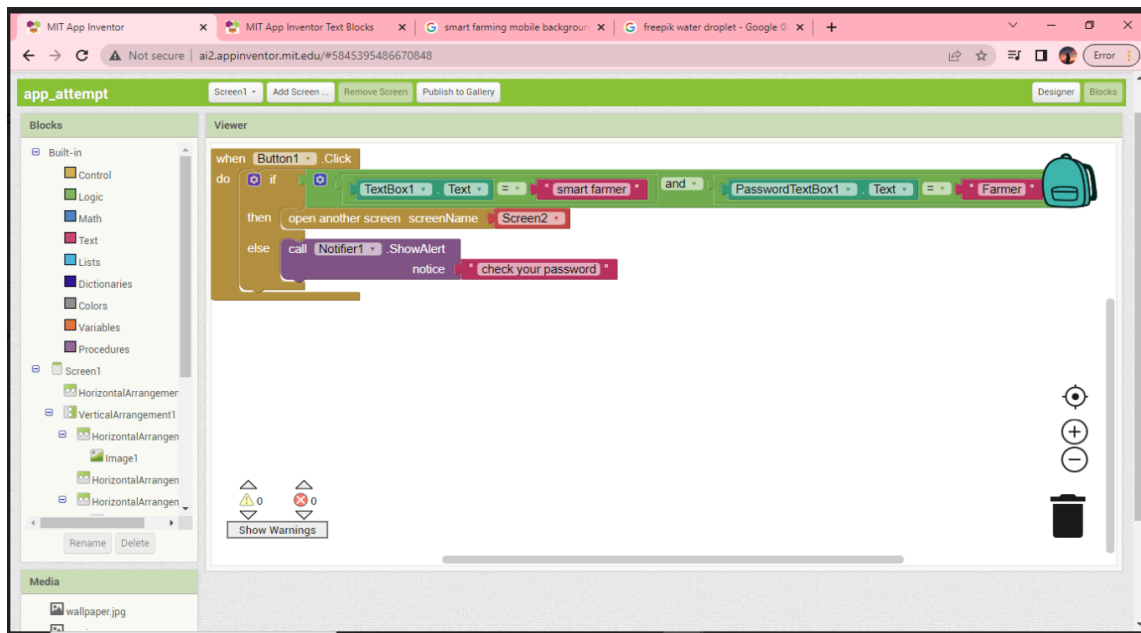 MIT App Inventor
MIT App Inventor Text Blocks
smart farming mobile backgroun
freepik water droplet - Google
Not secure
ai2.appinventor.mit.edu/#5845395486670848
Error
app_attempt
Screen1
Add Screen ...
Remove Screen
Publish to Gallery
Designer
Blocks
Blocks
Viewer
Built-in
Control
Logic
Math
Text
Lists
Dictionaries
Colors
Variables
Procedures
Screen1
HorizontalArrangemer
VerticalArrangement1
HorizontalArrangen
Image1
HorizontalArrangen
HorizontalArrangen
Rename
Delete
Media
wallpaper.jpg
when Button1 .Click
do if TextBox1 . Text = " smart farmer " and PasswordTextBox1 . Text = " Farmer "
then open another screen screenName Screen2
else call Notifier1 .ShowAlert
notice " check your password "
0 0
Show Warnings